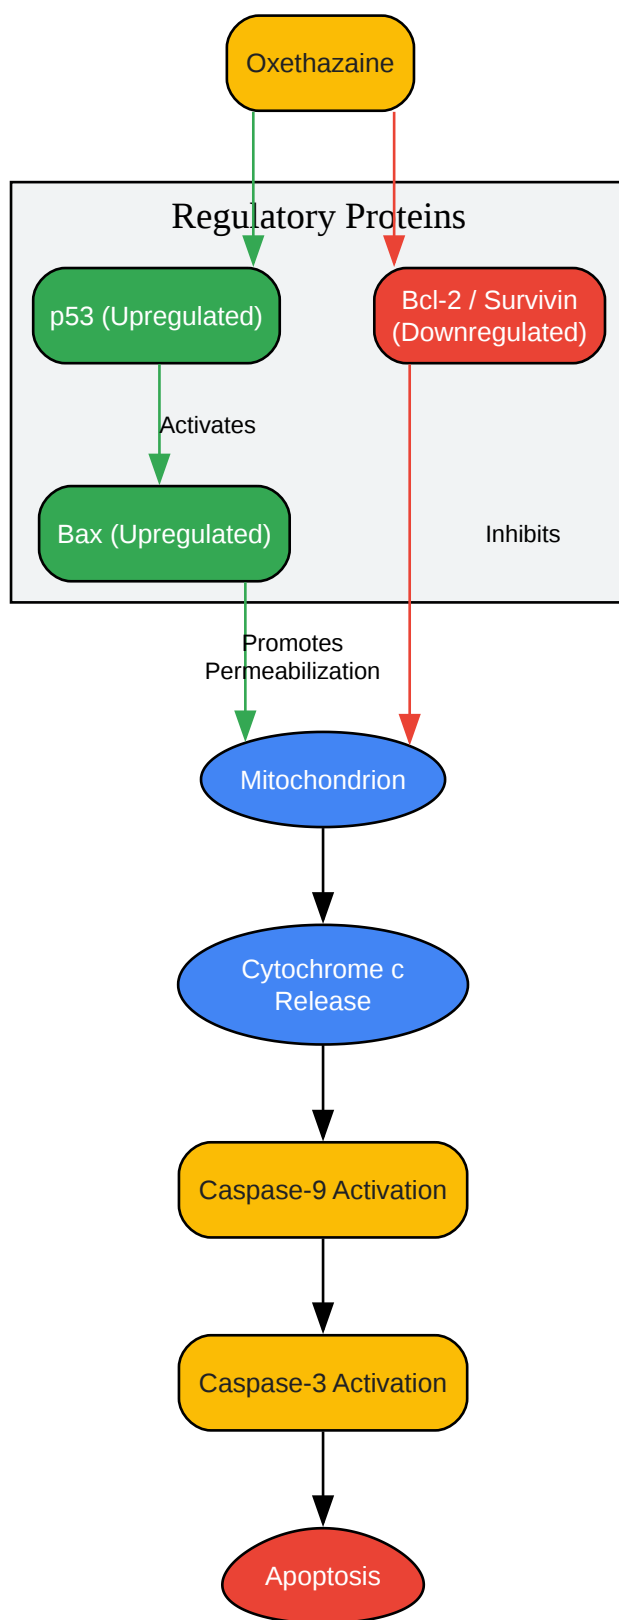 Oxethazaine
Regulatory Proteins
p53 (Upregulated)
Bcl-2 / Survivin
(Downregulated)
Activates
Bax (Upregulated)
Inhibits
Promotes
Permeabilization
Mitochondrion
Cytochrome c
Release
Caspase-9 Activation
Caspase-3 Activation
Apoptosis